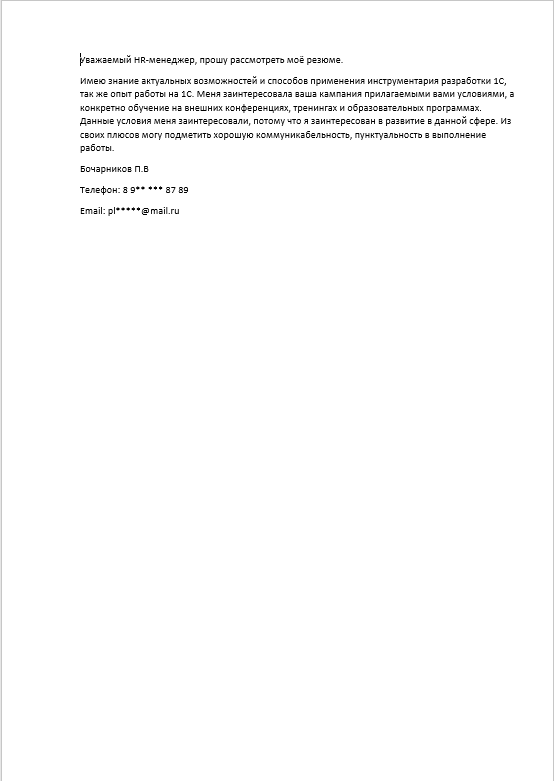 Уважаемый HR-менеджер, прошу рассмотреть моё резюме.
Имею знание актуальных возможностей и способов применения инструментария разработки 1С,
так же опыт работы на 1С. Меня заинтересовала ваша кампания прилагаемыми вами условиями, а
конкретно обучение на внешних конференциях, тренингах и образовательных программах.
Данные условия меня заинтересовали, потому что я заинтересован в развитие в данной сфере. Из
своих плюсов могу подметить хорошую коммуникабельность, пунктуальность в выполнение
работы.
Бочарников П.В
Телефон: 8 9** *** 87 89
Email: pl*****@mail.ru